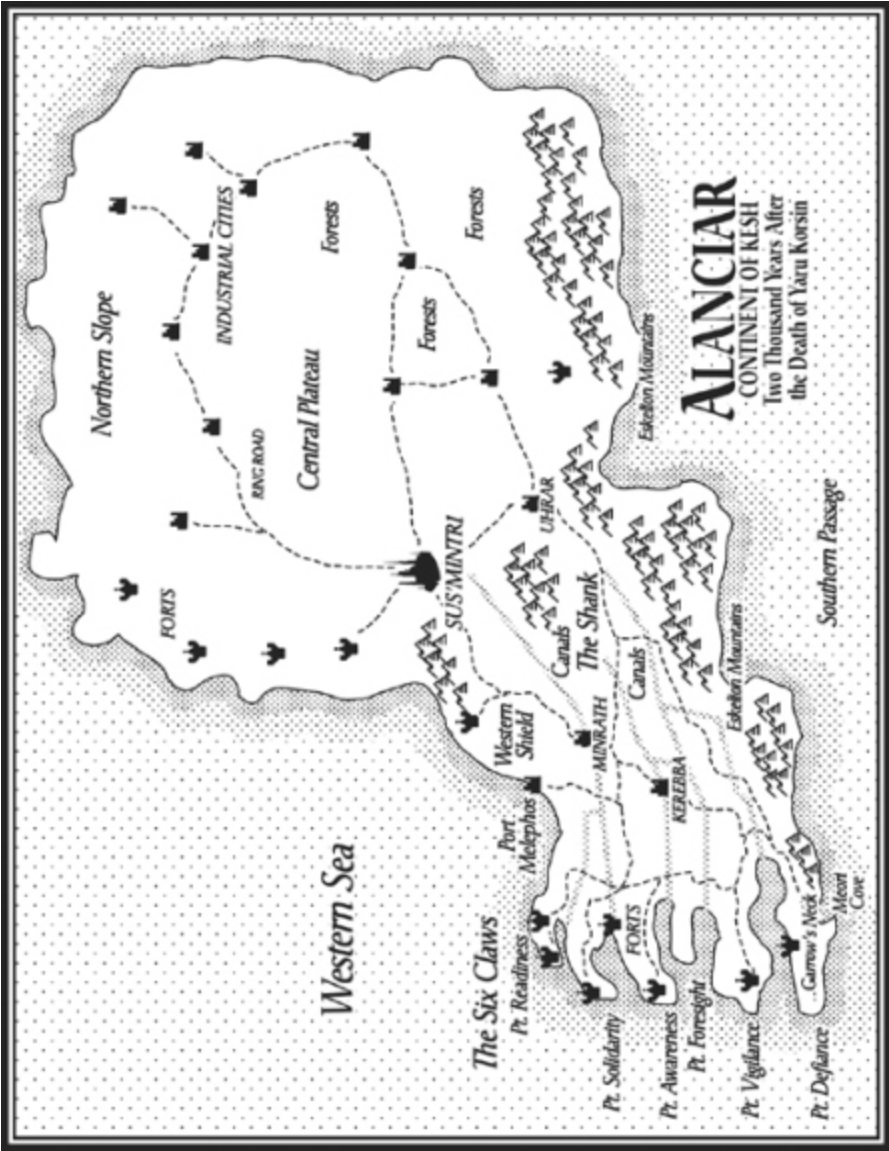 Northern Slope
FORTS
INDUSTRIAL CITIES
RING ROAD
Central Plateau
Forests
Western Sea
Forests
SUS'MINTRI
Forests
The Six Claws
Port
Melephos
Western
Shield
Pt. Readiness
UHRAR
Canals
The Shank
MINRATH
Pt. Solidarity
FORTS
Canals
Eskelion Mountains
Pt. Awareness
KEREBBA
Pt. Foresight
ALANCIAR
CONTINENT OF KESH
Two Thousand Years After
the Death of Yaru Korsin
Eskelion Mountains
Pt. Vigilance
Garrow's Neck
Pt. Defiance
Southern Passage
Meori
Cove